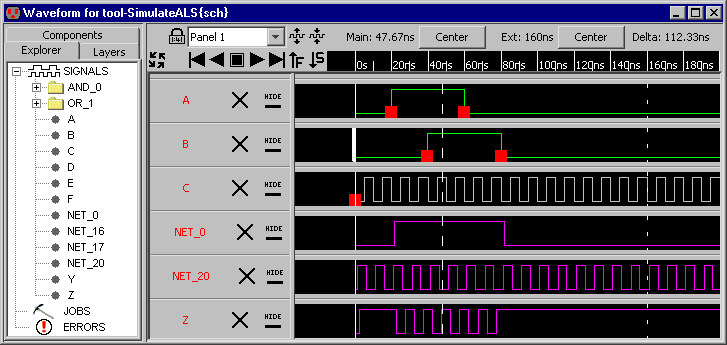 Waveform for tool-SimulateALS{sch}
Components
Explorer Layers
SIGNALS
AND_0
OR_1
A
B
C
D
E
F
NET_0
NET_16
NET_17
NET_20
Y
Z
JOBS
ERRORS
Panel 1 Main: 47.67ns Center Ext: 160ns Center Delta: 112.33ns
F S
0s 20ns 40ns 60ns 80ns 100ns 120ns 140ns 160ns 180ns
A HIDE
B HIDE
C HIDE
NET_0 HIDE
NET_20 HIDE
Z HIDE